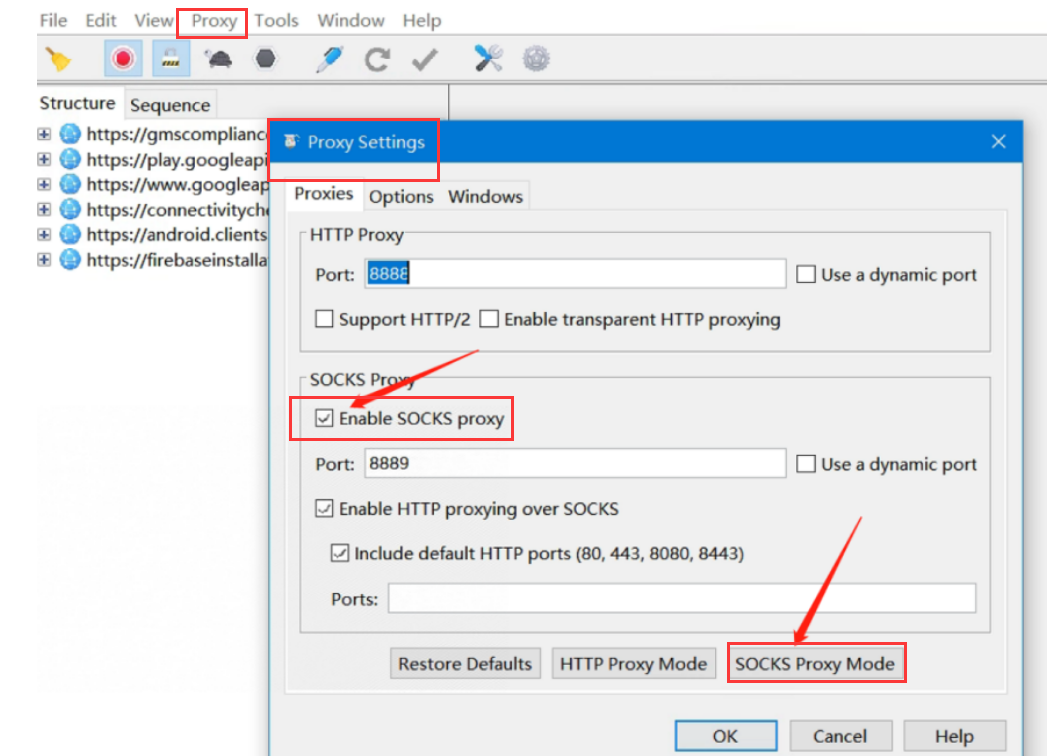 File Edit View Proxy Tools Window Help
Structure Sequence
https://gmscomplianc
https://play.googleapi
https://www.googleap
https://connectivityche
https://android.clients
https://firebaseinstalla
Proxy Settings
Proxies Options Windows
HTTP Proxy
Port: 8888 Use a dynamic port
Support HTTP/2 Enable transparent HTTP proxying
SOCKS Proxy
Enable SOCKS proxy
Port: 8889 Use a dynamic port
Enable HTTP proxying over SOCKS
Include default HTTP ports (80, 443, 8080, 8443)
Ports:
Restore Defaults HTTP Proxy Mode SOCKS Proxy Mode
OK Cancel Help